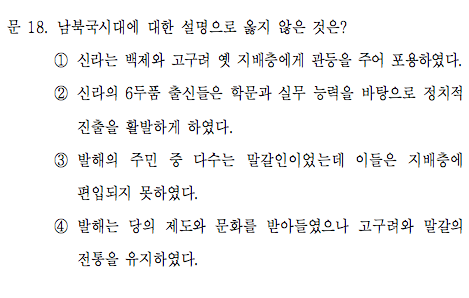 문 18. 남북국시대에 대한 설명으로 옳지 않은 것은?
① 신라는 백제와 고구려 옛 지배층에게 관등을 주어 포용하였다.
② 신라의 6두품 출신들은 학문과 실무 능력을 바탕으로 정치적
진출을 활발하게 하였다.
③ 발해의 주민 중 다수는 말갈인이었는데 이들은 지배층에
편입되지 못하였다.
④ 발해는 당의 제도와 문화를 받아들였으나 고구려와 말갈의
전통을 유지하였다.